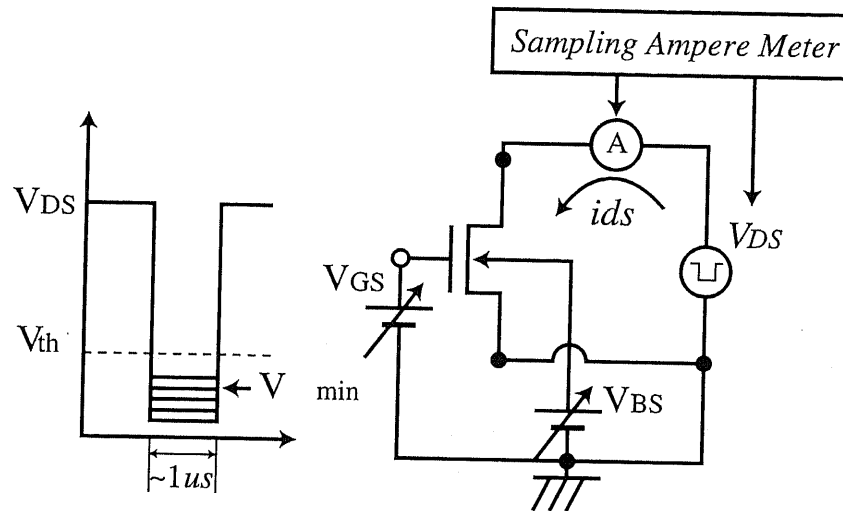 Sampling Ampere Meter
A
VDS
ids
VDS
VGS
Vth
V min
VBS
~1us